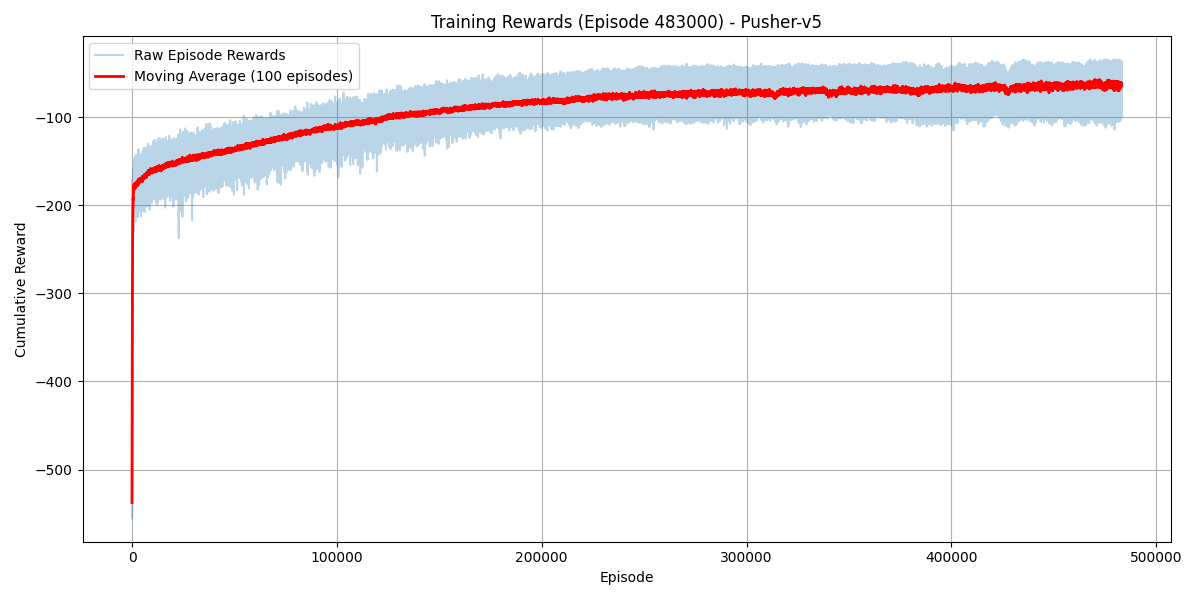 Training Rewards (Episode 483000) - Pusher-v5
Raw Episode Rewards
Moving Average (100 episodes)
−100
−200
−300
−400
−500
Cumulative Reward
0
100000
200000
300000
400000
500000
Episode